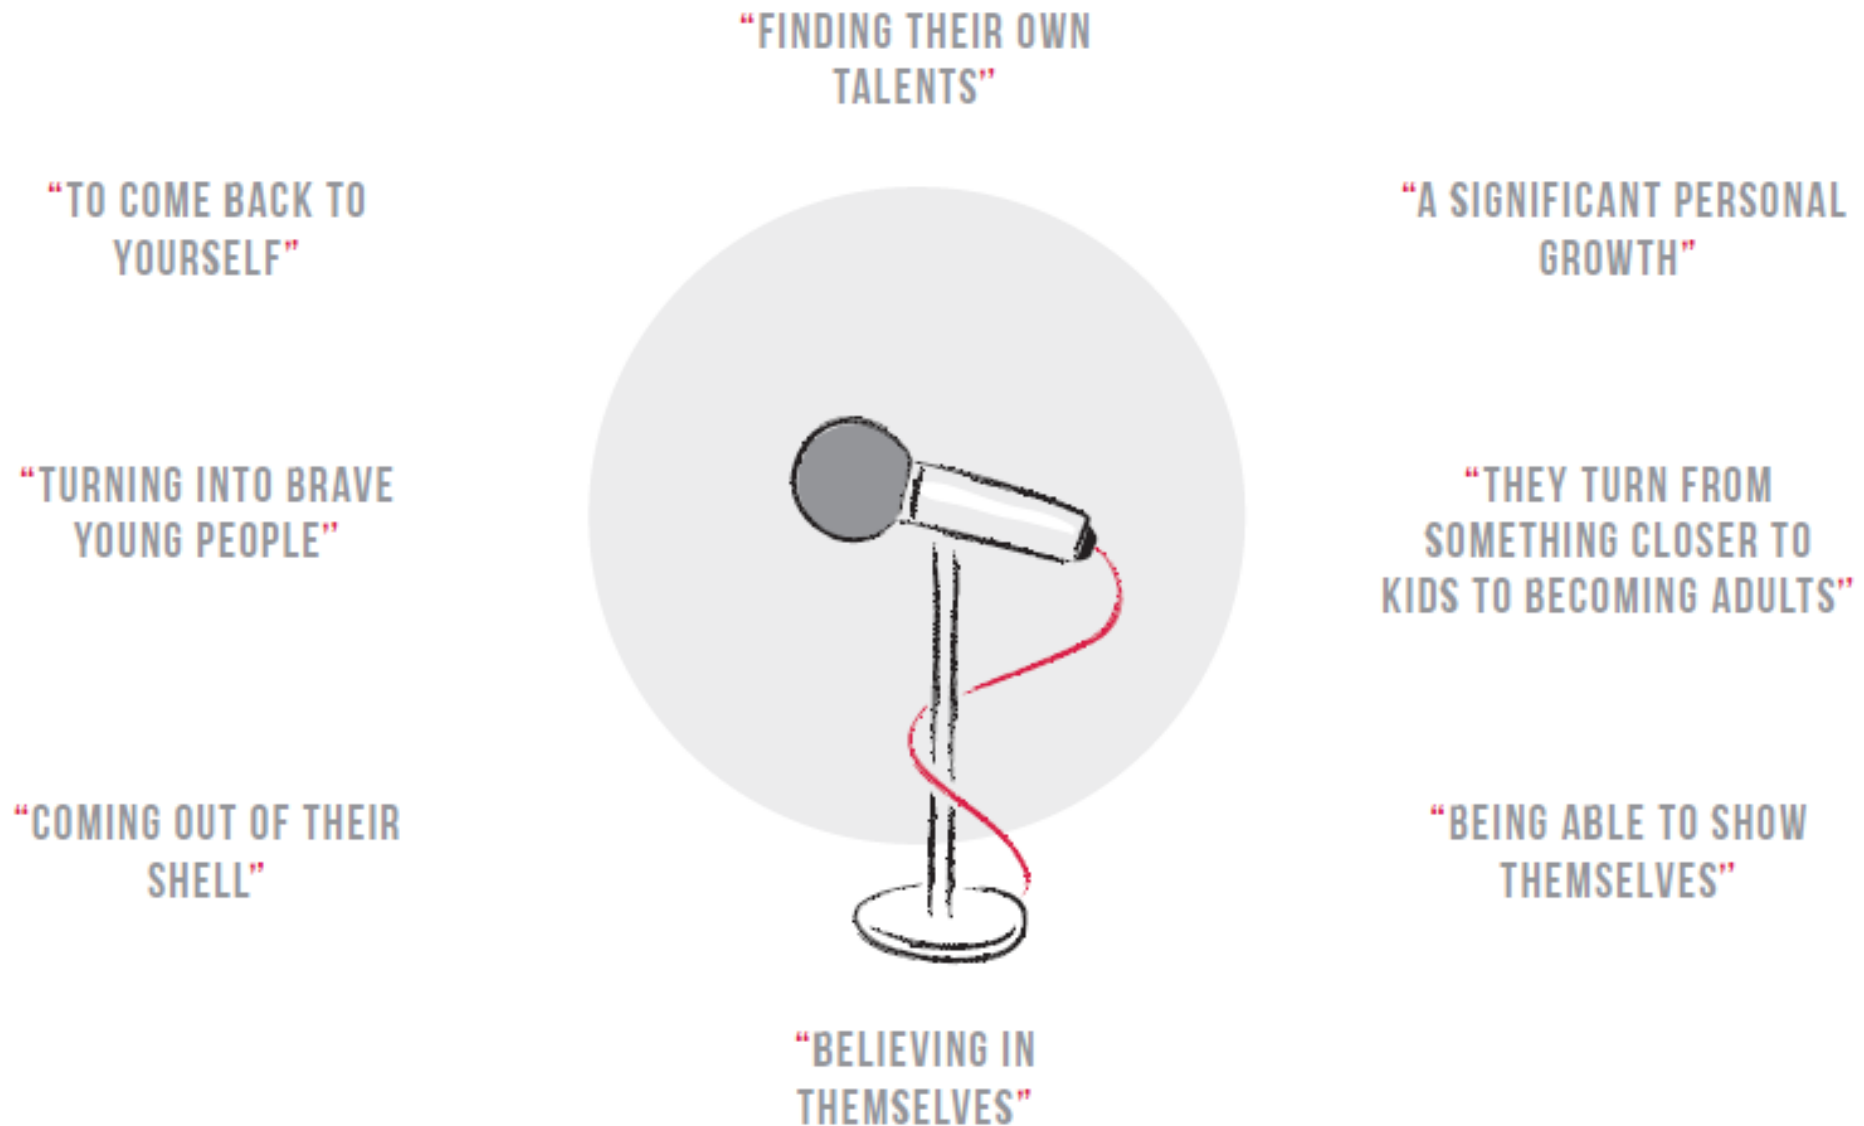 “FINDING THEIR OWN
TALENTS”
“TO COME BACK TO
YOURSELF”
“A SIGNIFICANT PERSONAL
GROWTH”
“TURNING INTO BRAVE
YOUNG PEOPLE”
“THEY TURN FROM
SOMETHING CLOSER TO
KIDS TO BECOMING ADULTS”
“COMING OUT OF THEIR
SHELL”
“BEING ABLE TO SHOW
THEMSELVES”
“BELIEVING IN
THEMSELVES”